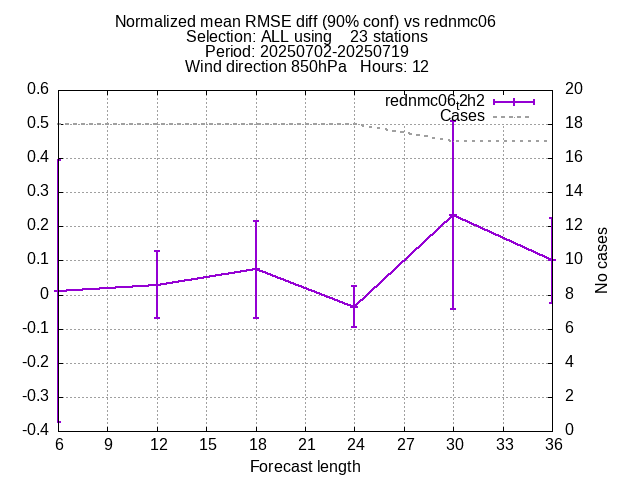 Normalized mean RMSE diff (90% conf) vs rednmc06
Selection: ALL using    23 stations
Period: 20250702-20250719
Wind direction 850hPa   Hours: 12
rednmc06,2h2
Cases
0.6
0.5
0.4
0.3
0.2
0.1
0
-0.1
-0.2
-0.3
-0.4
20
18
16
14
12
10
8
6
4
2
0
No cases
6 9 12 15 18 21 24 27 30 33 36
Forecast length